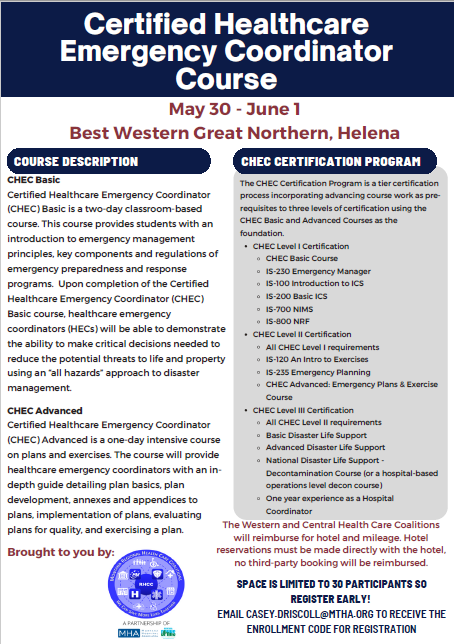 Certified Healthcare
Emergency Coordinator
Course
May 30 - June 1
Best Western Great Northern, Helena
COURSE DESCRIPTION
CHEC Basic
Certified Healthcare Emergency Coordinator
(CHEC) Basic is a two-day classroom-based
course. This course provides students with an
introduction to emergency management
principles, key components and regulations of
emergency preparedness and response
programs. Upon completion of the Certified
Healthcare Emergency Coordinator (CHEC)
Basic course, healthcare emergency
coordinators (HECs) will be able to demonstrate
the ability to make critical decisions needed to
reduce the potential threats to life and property
using an "all hazards" approach to disaster
management.
CHEC Advanced
Certified Healthcare Emergency Coordinator
(CHEC) Advanced is a one-day intensive course
on plans and exercises. The course will provide
healthcare emergency coordinators with an in-
depth guide detailing plan basics, plan
development, annexes and appendices to
plans, implementation of plans, evaluating
plans for quality, and exercising a plan.
Brought to you by:
RHCC
A PARTNERSHIP OF
MHA
CHEC CERTIFICATION PROGRAM
The CHEC Certification Program is a tier certification
process incorporating advancing course work as pre-
requisites to three levels of certification using the
CHEC Basic and Advanced Courses as the
foundation.
• CHEC Level I Certification
◦ CHEC Basic Course
◦ IS-230 Emergency Manager
◦ IS-100 Introduction to ICS
◦ IS-200 Basic ICS
◦ IS-700 NIMS
◦ IS-800 NRF
• CHEC Level II Certification
◦ All CHEC Level I requirements
◦ IS-120 An Intro to Exercises
◦ IS-235 Emergency Planning
◦ CHEC Advanced: Emergency Plans & Exercise
Course
• CHEC Level III Certification
◦ All CHEC Level II requirements
◦ Basic Disaster Life Support
◦ Advanced Disaster Life Support
◦ National Disaster Life Support -
Decontamination Course (or a hospital-based
operations level decon course)
◦ One year experience as a Hospital
Coordinator
The Western and Central Health Care Coalitions
will reimburse for hotel and mileage. Hotel
reservations must be made directly with the hotel,
no third-party booking will be reimbursed.
SPACE IS LIMITED TO 30 PARTICIPANTS SO
REGISTER EARLY!
EMAIL CASEY.DRISCOLL@MTHA.ORG TO RECEIVE THE
ENROLLMENT CODE FOR REGISTRATION